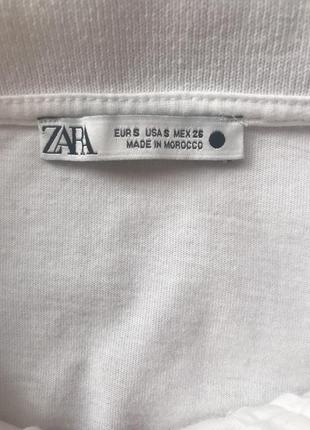 ZARA
EUR S USA S MEX 26
MADE IN MOROCCO